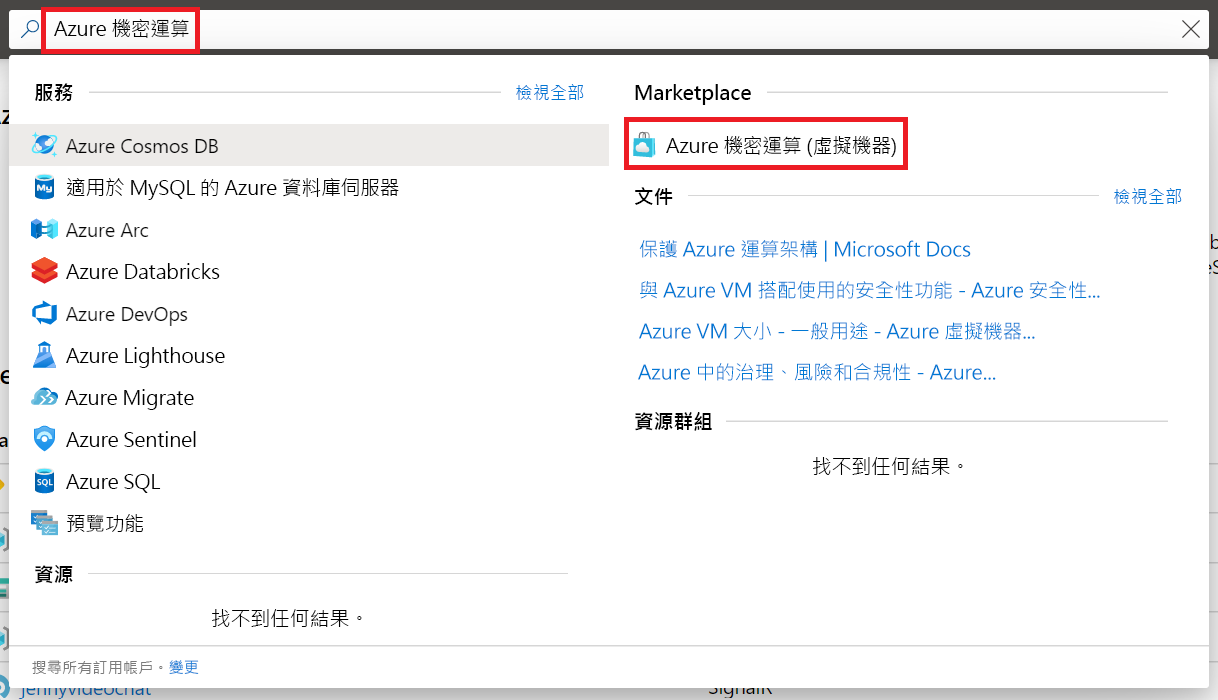 Azure 機密運算
服務
檢視全部
Azure Cosmos DB
適用於 MySQL 的 Azure 資料庫伺服器
Azure Arc
Azure Databricks
Azure DevOps
Azure Lighthouse
Azure Migrate
Azure Sentinel
Azure SQL
預覽功能
資源
找不到任何結果。
Marketplace
Azure 機密運算 (虛擬機器)
文件
檢視全部
保護 Azure 運算架構 | Microsoft Docs
與 Azure VM 搭配使用的安全性功能 - Azure 安全性...
Azure VM 大小 - 一般用途 - Azure 虛擬機器...
Azure 中的治理、風險和合規性 - Azure...
資源群組
找不到任何結果。
搜尋所有訂用帳戶。變更
jennyvideochat
SignalR